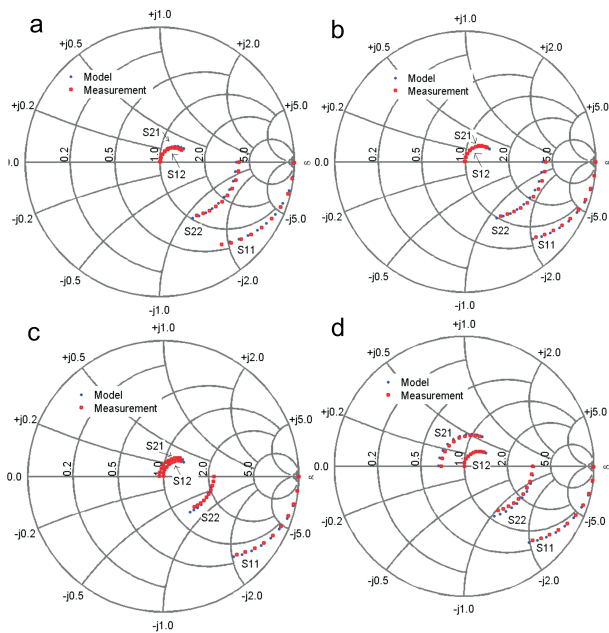 a
+j1.0
+j0.5
+j2.0
Model
Measurement
+j0.2
+j5.0
S21
0.0
0.2
0.5
1.0
2.0
5.0
∞
S12
-j0.2
-j5.0
S22
S11
-j0.5
-j2.0
-j1.0
b
+j1.0
+j0.5
+j2.0
Model
Measurement
+j0.2
+j5.0
S21
0.0
0.2
0.5
1.0
2.0
5.0
∞
S12
-j0.2
-j5.0
S22
S11
-j0.5
-j2.0
-j1.0
c
+j1.0
+j0.5
+j2.0
Model
Measurement
+j0.2
+j5.0
S21
0.0
0.2
0.5
1.0
2.0
5.0
∞
S12
-j0.2
-j5.0
S22
S11
-j0.5
-j2.0
-j1.0
d
+j1.0
+j0.5
+j2.0
Model
Measurement
+j0.2
+j5.0
S21
0.0
0.2
0.5
1.0
2.0
5.0
∞
S12
-j0.2
-j5.0
S22
S11
-j0.5
-j2.0
-j1.0